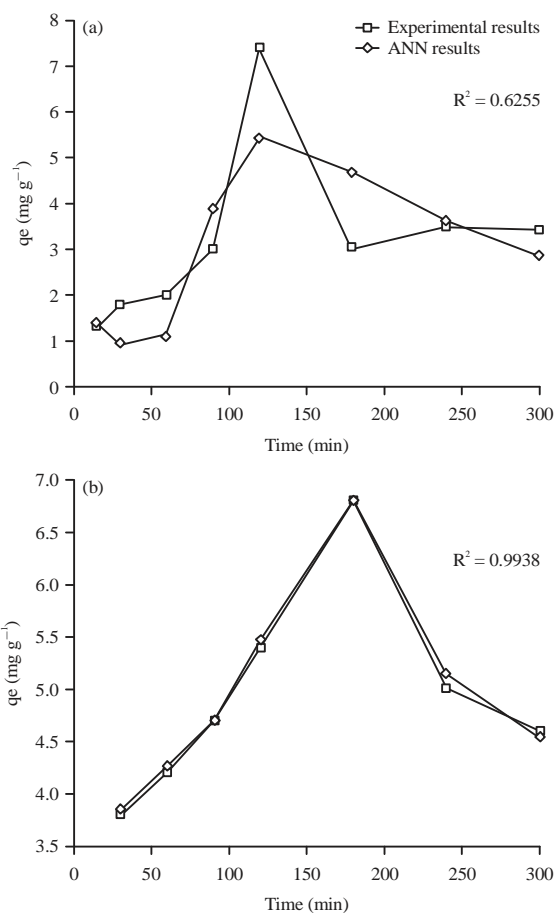 (a)
Experimental results
ANN results
R² = 0.6255
qe (mg g⁻¹)
8
7
6
5
4
3
2
1
0
0 50 100 150 200 250 300
Time (min)
(b)
R² = 0.9938
qe (mg g⁻¹)
7.0
6.5
6.0
5.5
5.0
4.5
4.0
3.5
0 50 100 150 200 250 300
Time (min)